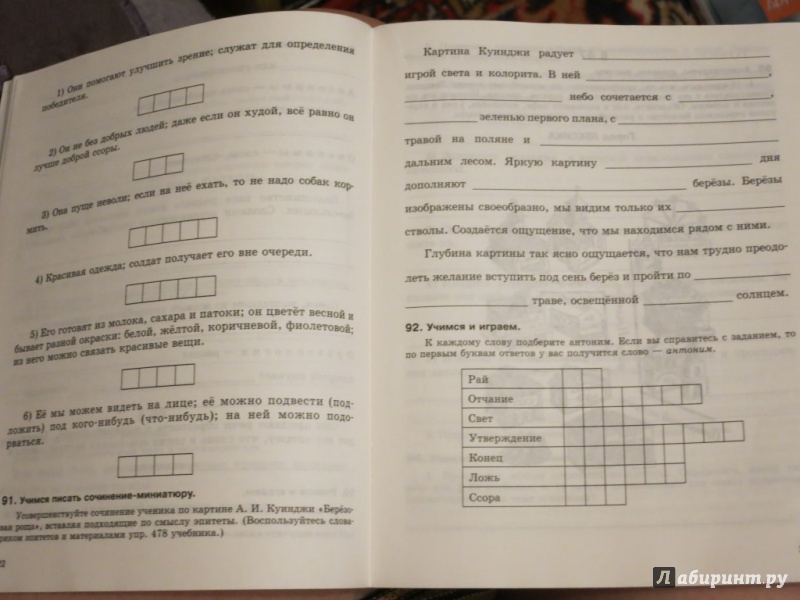 1) Они помогают улучшить зрение; служат для определения
победителя.
2) Он не без добрых людей; даже если он худой, всё равно он
лучше доброй ссоры.
3) Она пуще неволи; если на неё ехать, то не надо собак кор-
мить.
4) Красивая одежда; солдат получает его вне очереди.
5) Его готовят из молока, сахара и патоки; он цветёт весной и
бывает разной окраски: белой, жёлтой, коричневой, фиолетовой;
из него можно связать красивые вещи.
6) Её мы можем видеть на лице; её можно подвести (под-
ложить) под кого-нибудь (что-нибудь); на ней можно подо-
рваться.
91. Учимся писать сочинение-миниатюру.
Усовершенствуйте сочинение ученика по картине А. И. Куинджи «Берёзо-
вая роща», вставляя подходящие по смыслу эпитеты. (Воспользуйтесь слова-
риком эпитетов и материалами упр. 478 учебника.)
Картина Куинджи радует
игрой света и колорита. В ней ,
небо сочетается с ,
зеленью первого плана, с
травой на поляне и
дальним лесом. Яркую картину дня
дополняют берёзы. Берёзы
изображены своеобразно, мы видим только их
стволы. Создаётся ощущение, что мы находимся рядом с ними.
Глубина картины так ясно ощущается, что нам трудно преодо-
леть желание вступить под сень берёз и пройти по
траве, освещённой солнцем.
92. Учимся и играем.
К каждому слову подберите антоним. Если вы справитесь с заданием, то
по первым буквам ответов у вас получится слово — антоним.
Рай
Отчание
Свет
Утверждение
Конец
Ложь
Ссора
Лабиринт.ру